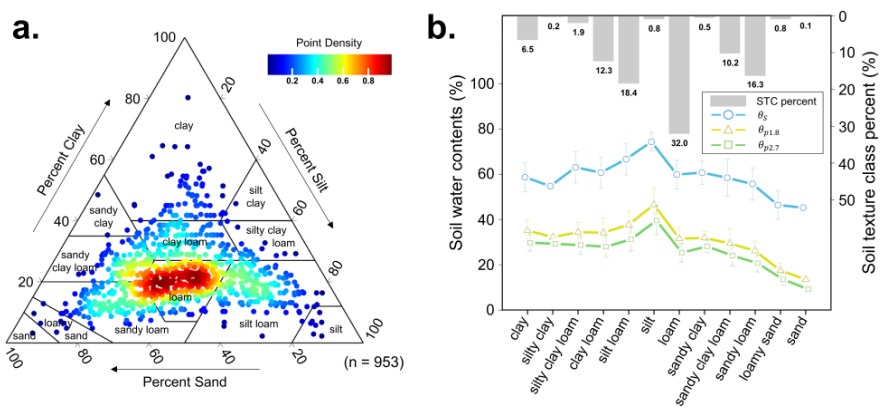 a.
Point Density
0.2 0.4 0.6 0.8
100
80
60
40
20
Percent Clay
20
40
60
80
100
Percent Silt
100
80
60
40
20
Percent Sand
clay
silt
clay
sandy
clay
silty clay
loam
clay loam
sandy
clay loam
loam
loamy
sand
sand
sandy loam
silt loam
silt
(n = 953)
b.
Soil water contents (%)
100
80
60
40
20
0
Soil texture class percent (%)
0
10
20
30
40
50
6.5
0.2
1.9
12.3
18.4
0.8
32.0
0.5
10.2
16.3
0.8
0.1
STC percent
θS
θp1.8
θp2.7
clay
silty clay
silty clay loam
clay loam
silt loam
silt
loam
sandy clay
sandy clay loam
sandy loam
loamy sand
sand